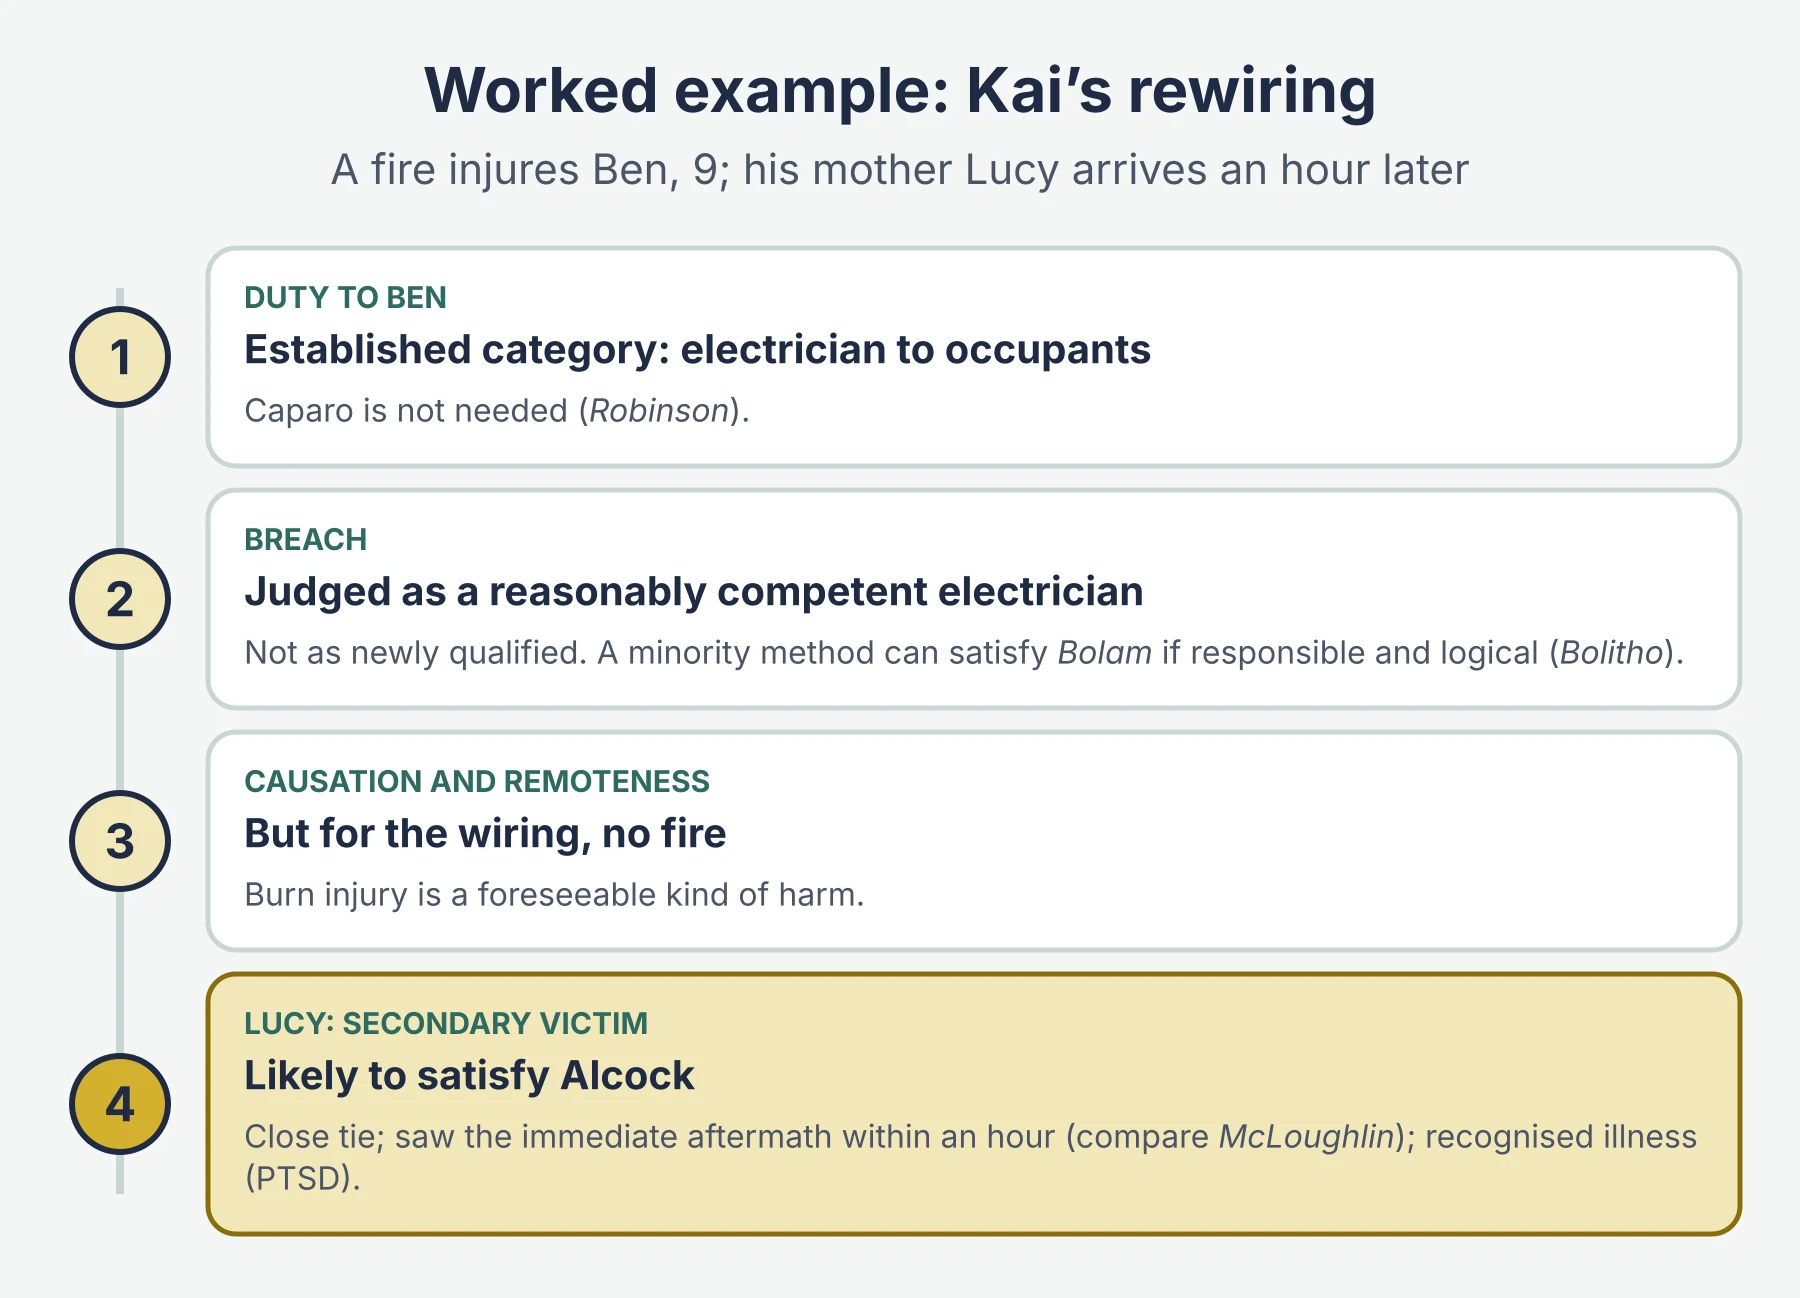 Worked example: Kai’s rewiring
A fire injures Ben, 9; his mother Lucy arrives an hour later
1
DUTY TO BEN
Established category: electrician to occupants
Caparo is not needed (Robinson).
2
BREACH
Judged as a reasonably competent electrician
Not as newly qualified. A minority method can satisfy Bolam if responsible and logical (Bolitho).
3
CAUSATION AND REMOTENESS
But for the wiring, no fire
Burn injury is a foreseeable kind of harm.
4
LUCY: SECONDARY VICTIM
Likely to satisfy Alcock
Close tie; saw the immediate aftermath within an hour (compare McLoughlin); recognised illness
(PTSD).